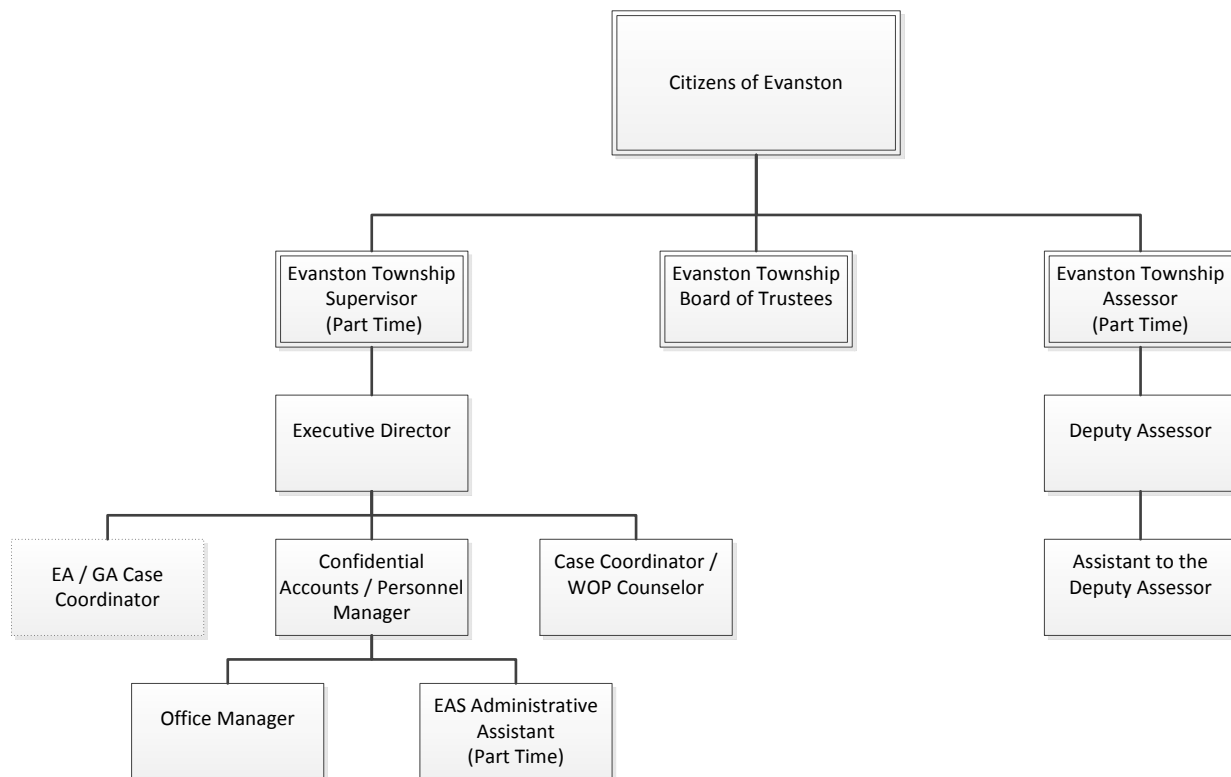 Citizens of Evanston
Evanston Township
Supervisor
(Part Time)
Evanston Township
Board of Trustees
Evanston Township
Assessor
(Part Time)
Executive Director
Deputy Assessor
EA / GA Case
Coordinator
Confidential
Accounts / Personnel
Manager
Case Coordinator /
WOP Counselor
Assistant to the
Deputy Assessor
Office Manager
EAS Administrative
Assistant
(Part Time)